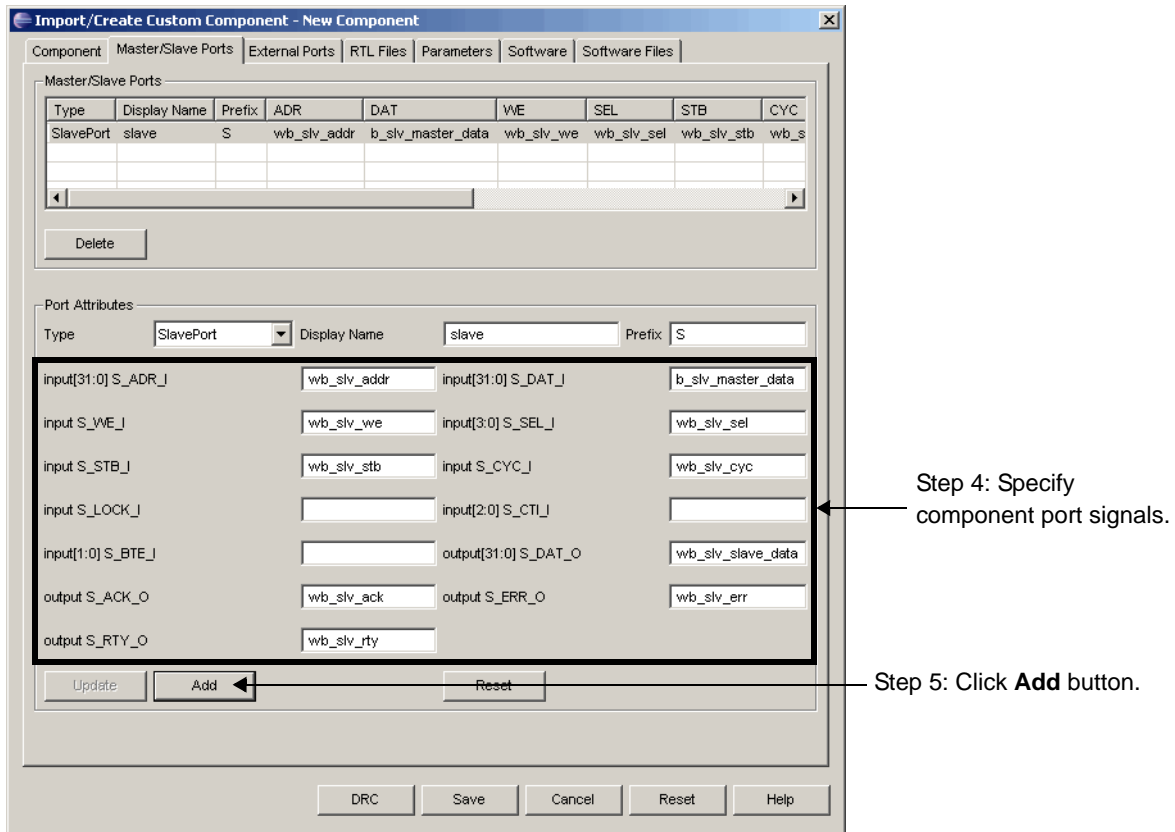 Import/Create Custom Component - New Component
Component Master/Slave Ports External Ports RTL Files Parameters Software Software Files
Master/Slave Ports
Type Display Name Prefix ADR DAT WE SEL STB CYC
SlavePort slave S wb_slv_addr b_slv_master_data wb_slv_we wb_slv_sel wb_slv_stb wb_s
Delete
Port Attributes
Type SlavePort Display Name slave Prefix S
input[31:0] S_ADR_I wb_slv_addr input[31:0] S_DAT_I b_slv_master_data
input S_WE_I wb_slv_we input[3:0] S_SEL_I wb_slv_sel
input S_STB_I wb_slv_stb input S_CYC_I wb_slv_cyc
input S_LOCK_I input[2:0] S_CTI_I
input[1:0] S_BTE_I output[31:0] S_DAT_O wb_slv_slave_data
output S_ACK_O wb_slv_ack output S_ERR_O wb_slv_err
output S_RTY_O wb_slv_rty
Step 4: Specify
component port signals.
Update Add Reset
Step 5: Click Add button.
DRC Save Cancel Reset Help